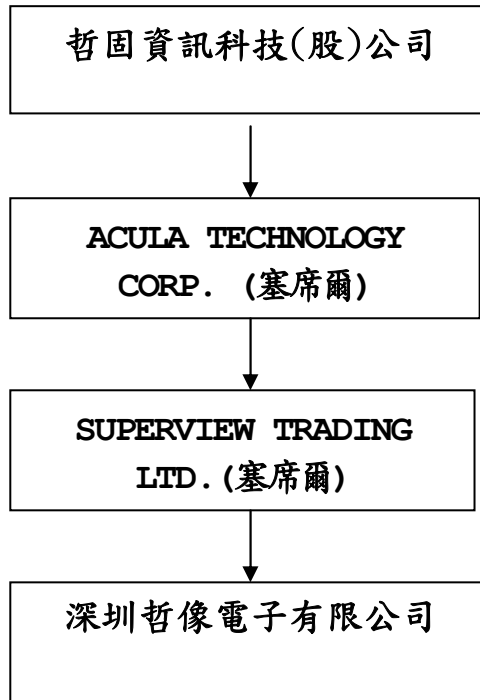 哲固資訊科技(股)公司
ACULA TECHNOLOGY
CORP. (塞席爾)
SUPERVIEW TRADING
LTD.(塞席爾)
深圳哲像電子有限公司